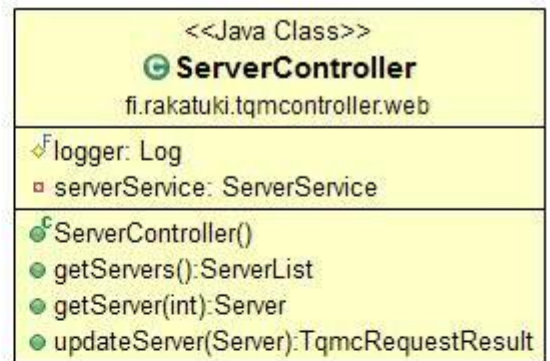 <<Java Class>>
ServerController
fi.rakatuki.tqmcontroller.web
logger: Log
serverService: ServerService
ServerController()
getServers():ServerList
getServer(int):Server
updateServer(Server):TqmcRequestResult